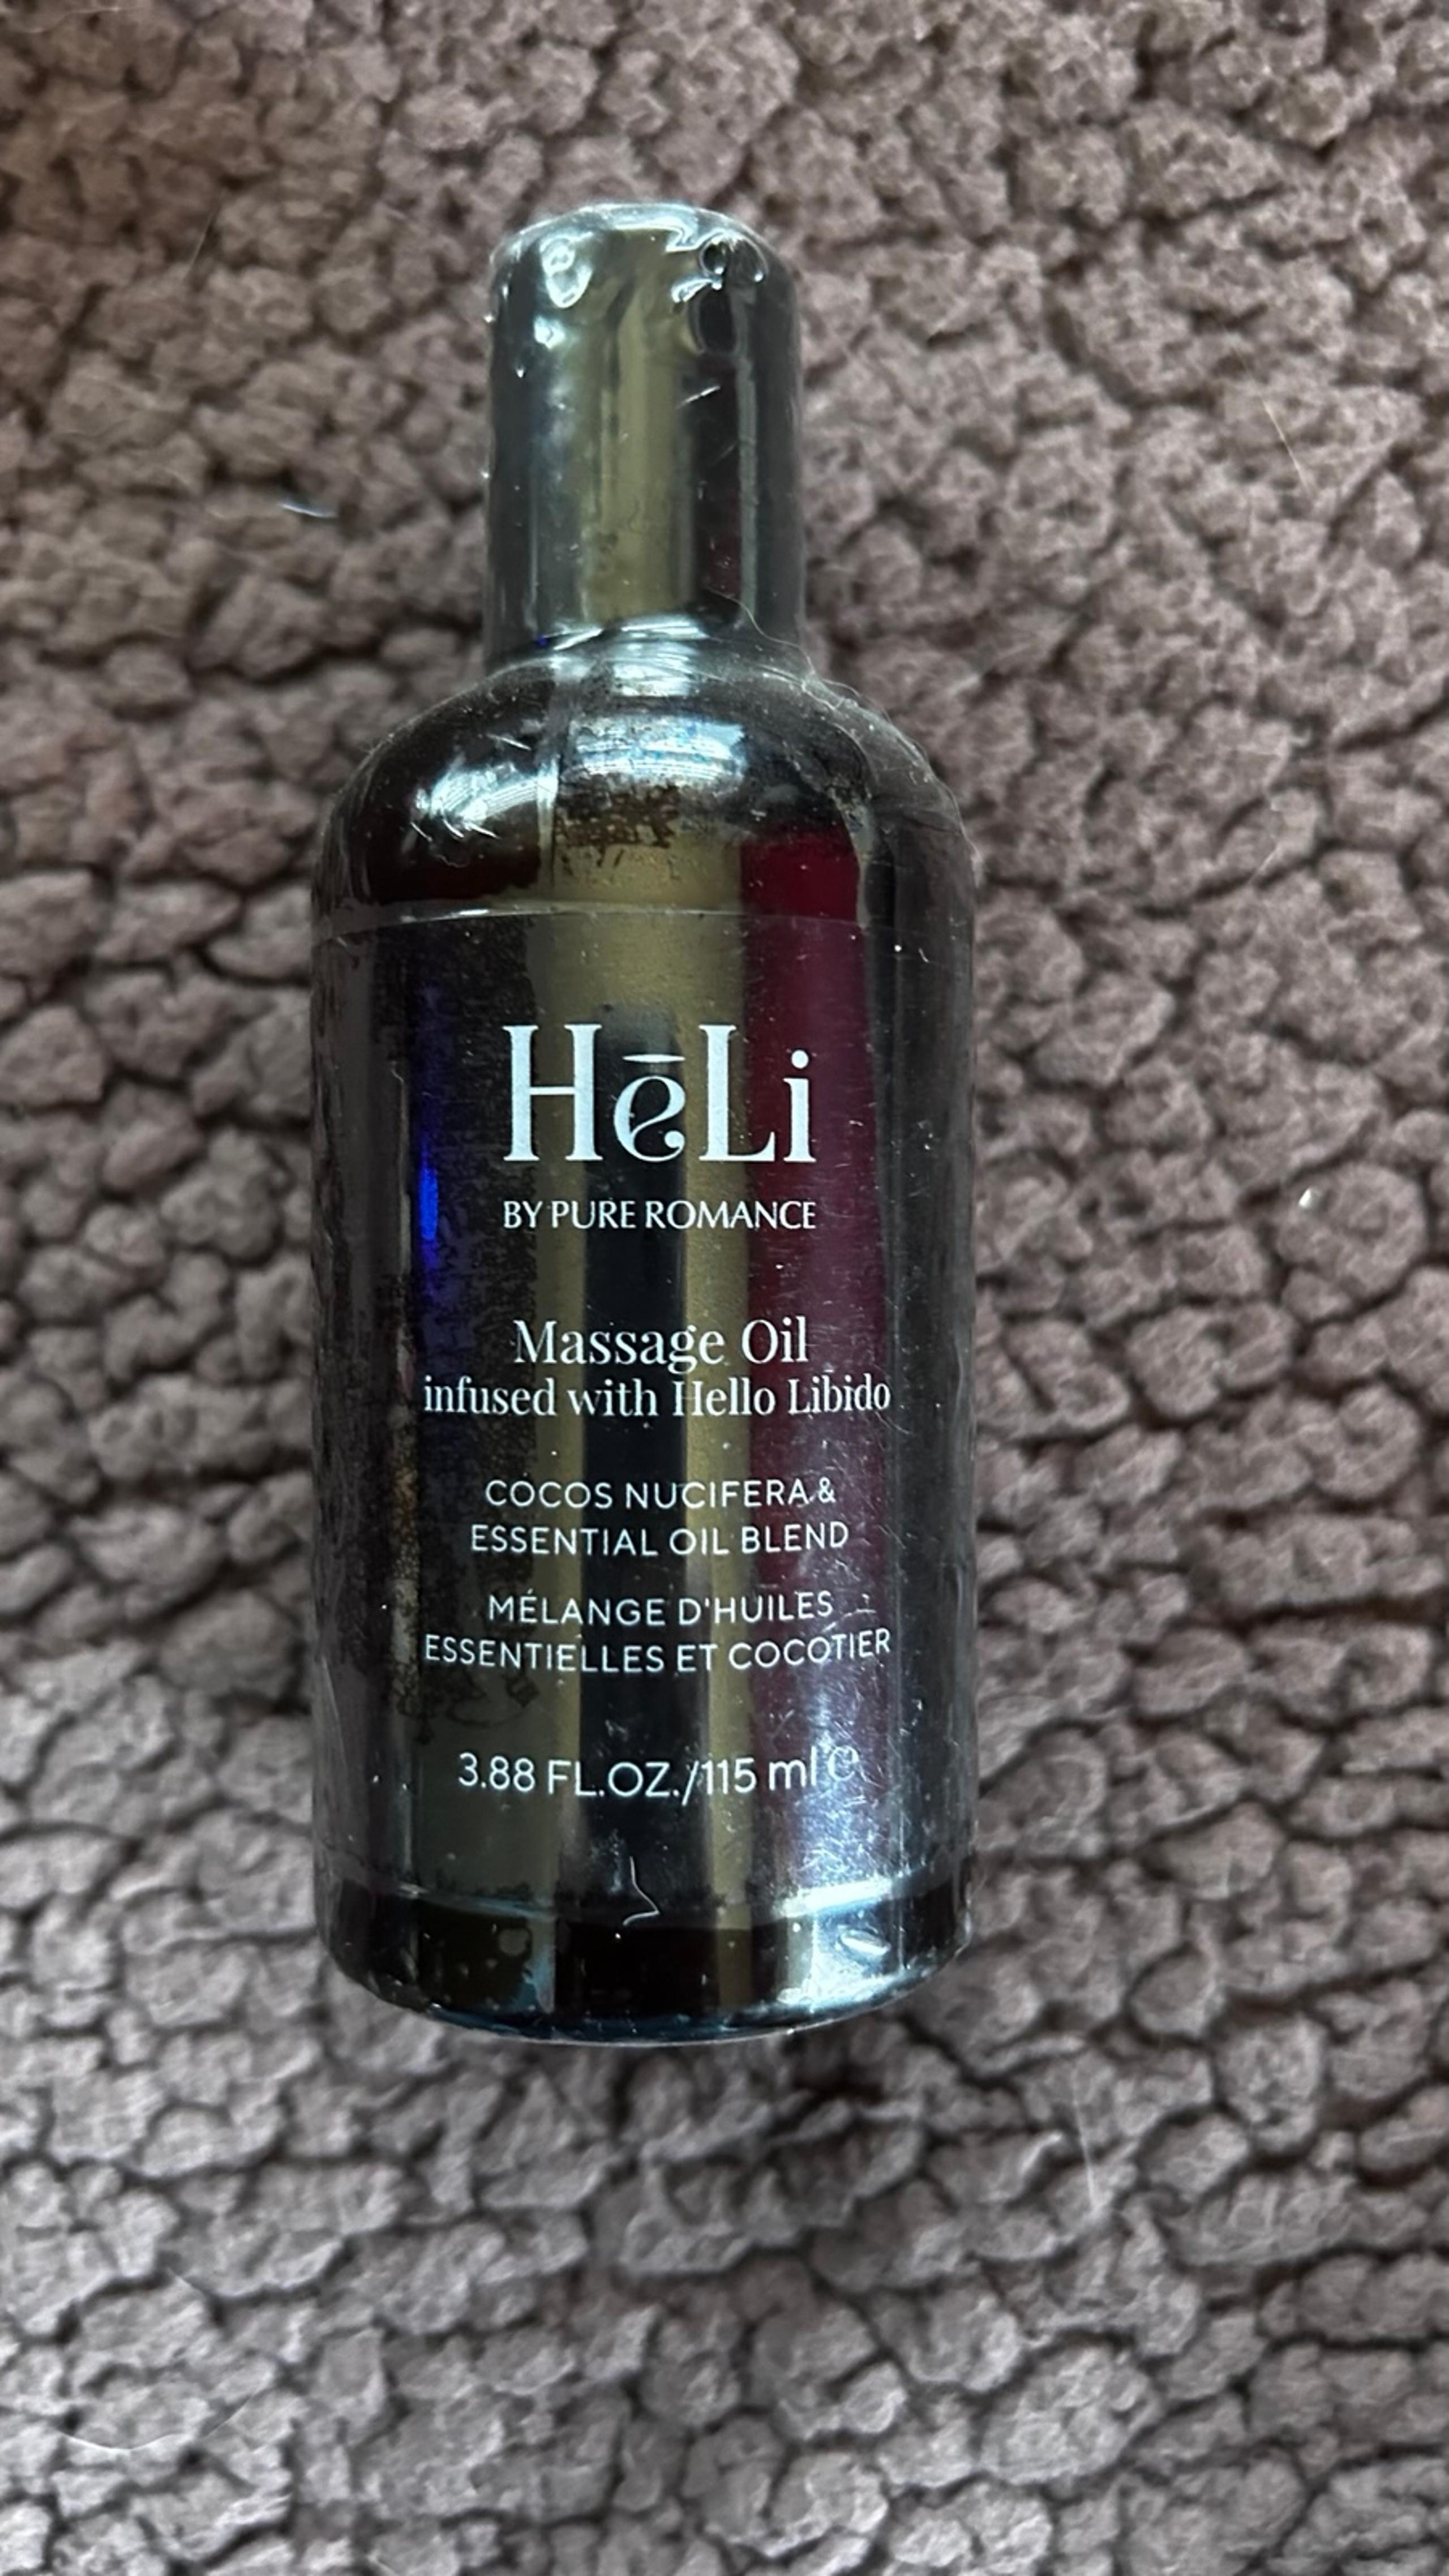 HēLi
BY PURE ROMANCE
Massage Oil
infused with Hello Libido
COCOS NUCIFERA &
ESSENTIAL OIL BLEND
MÉLANGE D'HUILES
ESSENTIELLES ET COCOTIER
3.88 FL.OZ./115 ml ℮